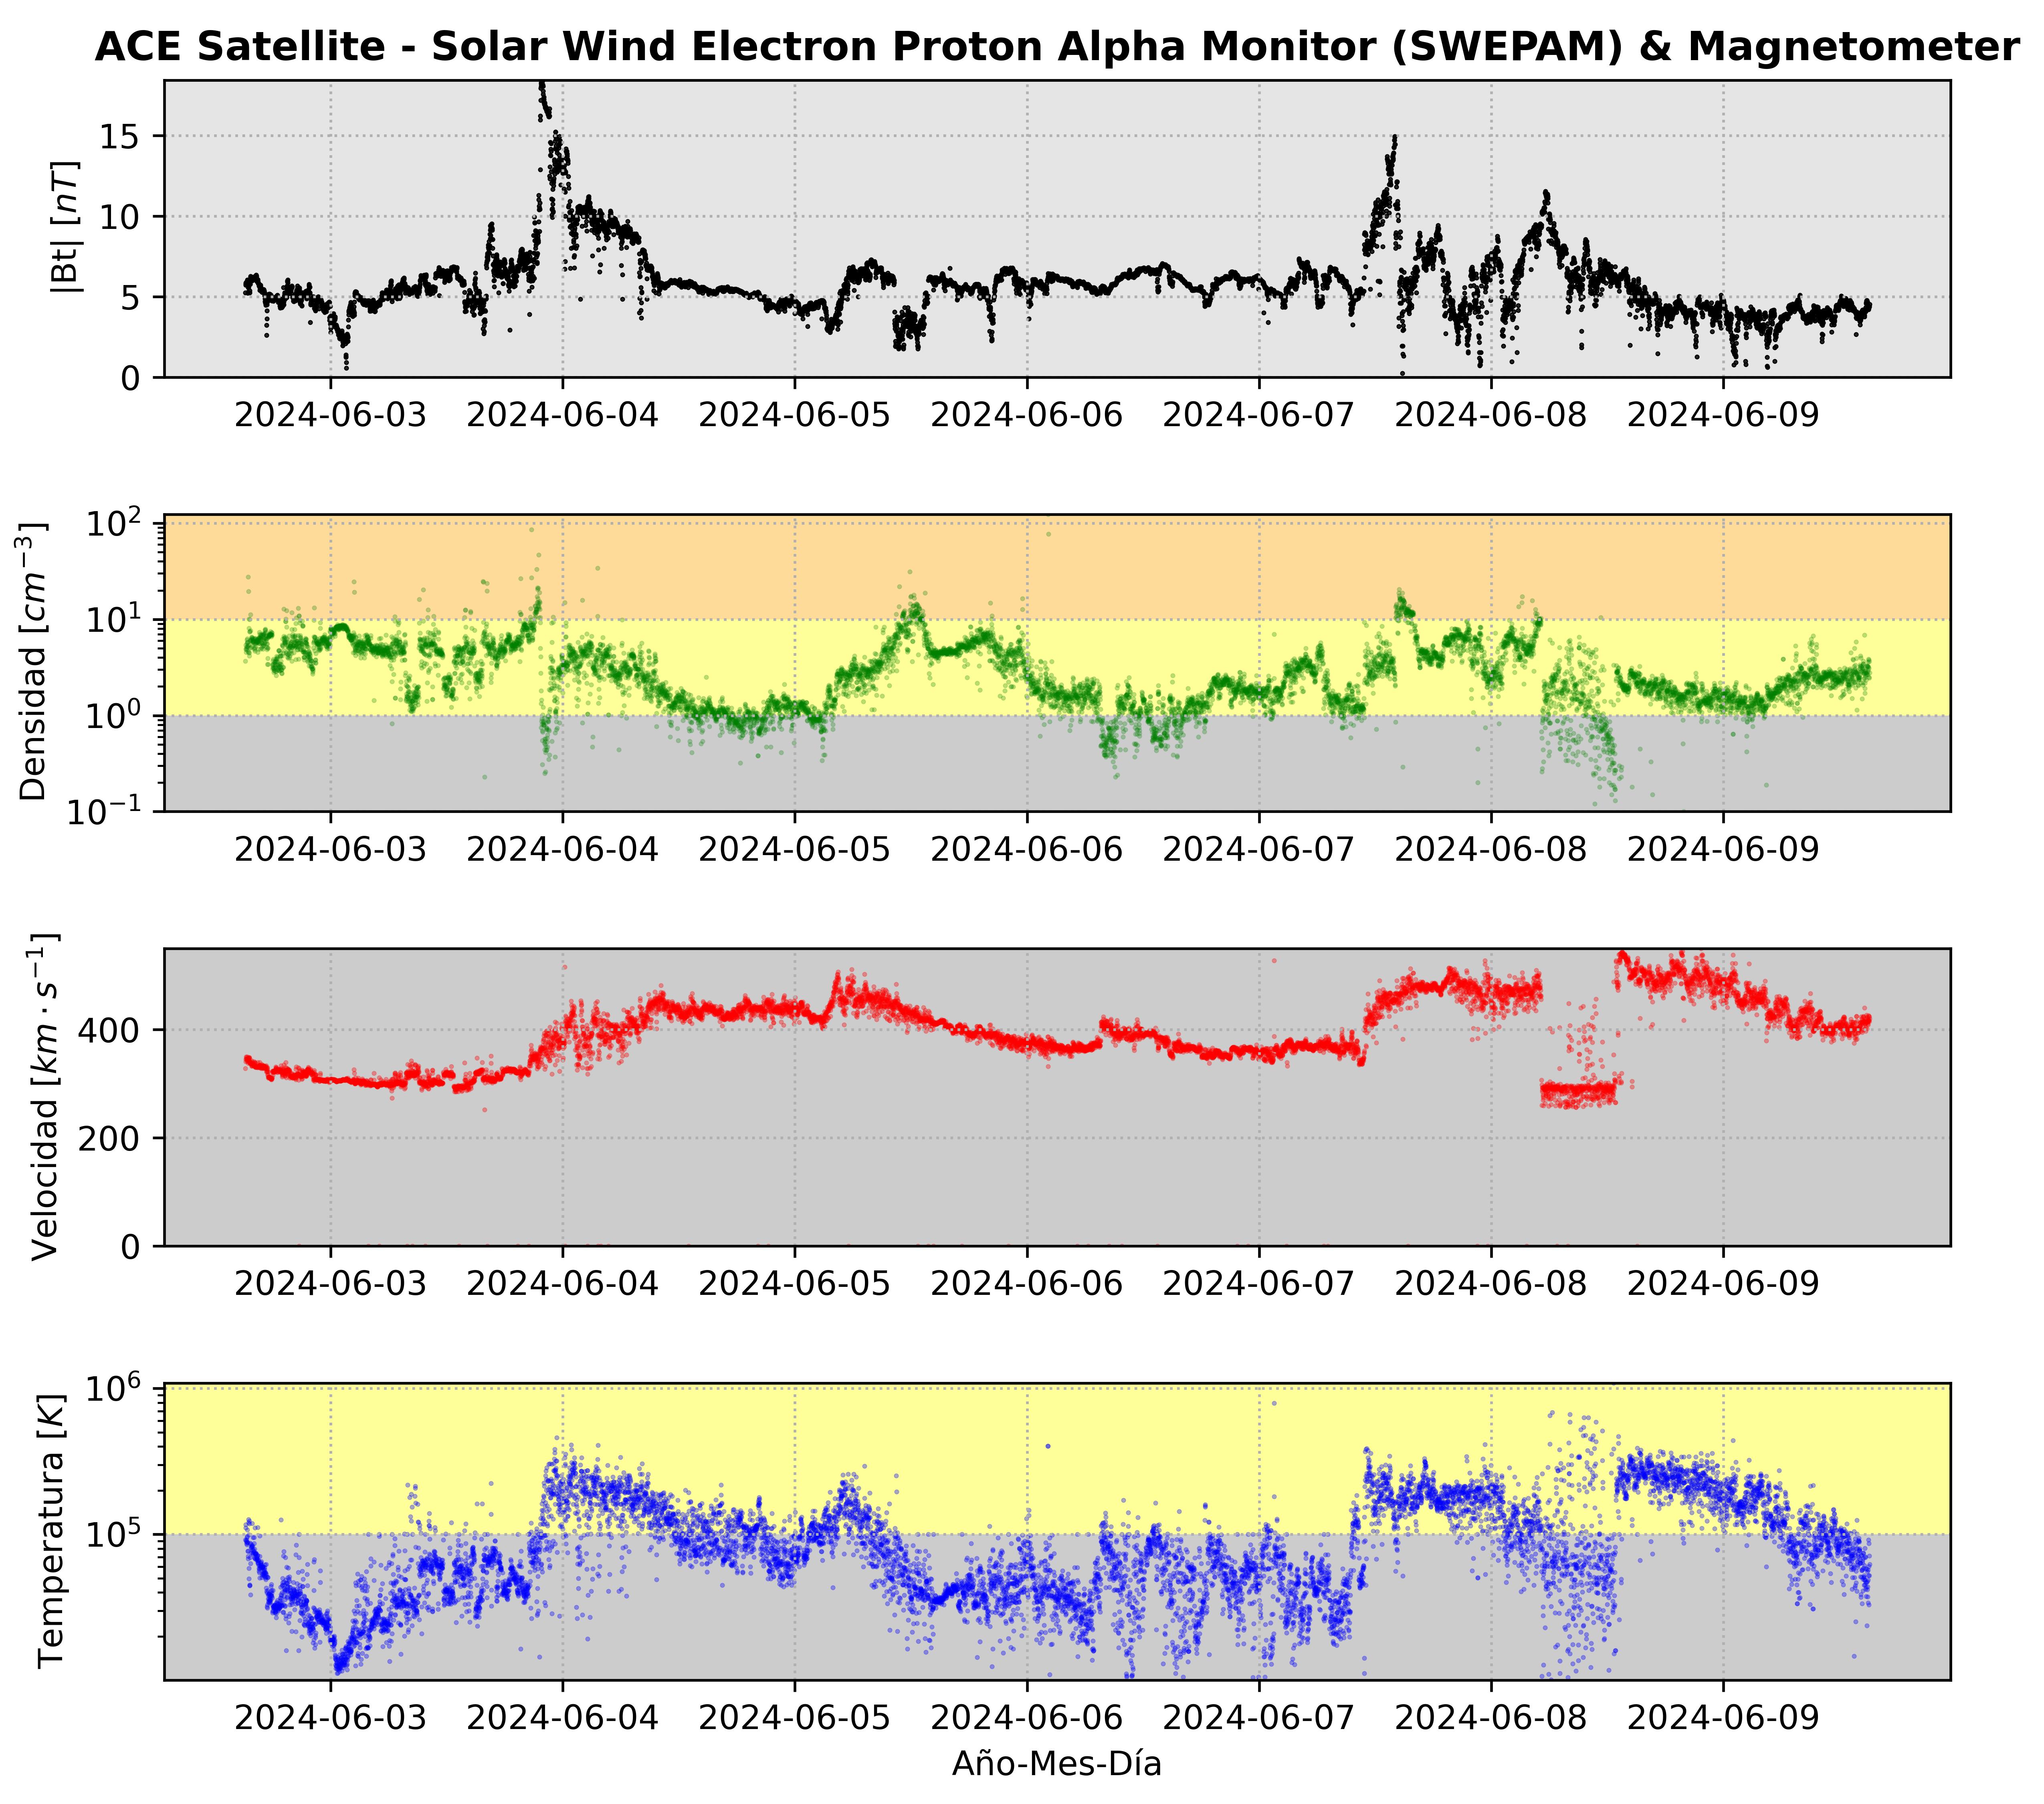 ACE Satellite - Solar Wind Electron Proton Alpha Monitor (SWEPAM) & Magnetometer
|Bt| [nT]
15
10
5
0
2024-06-03 2024-06-04 2024-06-05 2024-06-06 2024-06-07 2024-06-08 2024-06-09
Densidad [cm⁻³]
10²
10¹
10⁰
10⁻¹
2024-06-03 2024-06-04 2024-06-05 2024-06-06 2024-06-07 2024-06-08 2024-06-09
Velocidad [km · s⁻¹]
400
200
0
2024-06-03 2024-06-04 2024-06-05 2024-06-06 2024-06-07 2024-06-08 2024-06-09
Temperatura [K]
10⁶
10⁵
2024-06-03 2024-06-04 2024-06-05 2024-06-06 2024-06-07 2024-06-08 2024-06-09
Año-Mes-Día